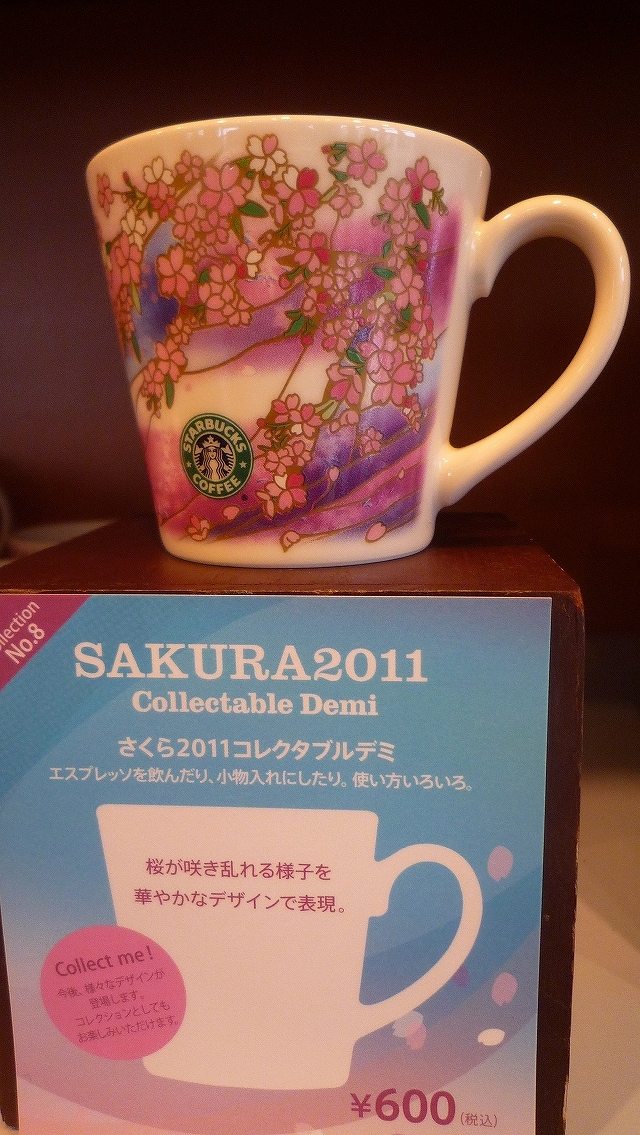 STARBUCKS
COFFEE
No.8
SAKURA2011
Collectable Demi
さくら2011コレクタブルデミ
エスプレッソを飲んだり、小物入れにしたり。使い方いろいろ。
桜が咲き乱れる様子を
華やかなデザインで表現。
Collect me!
今後、様々なデザインが
登場します。
コレクションとしても
お楽しみいただけます。
¥600(税込)